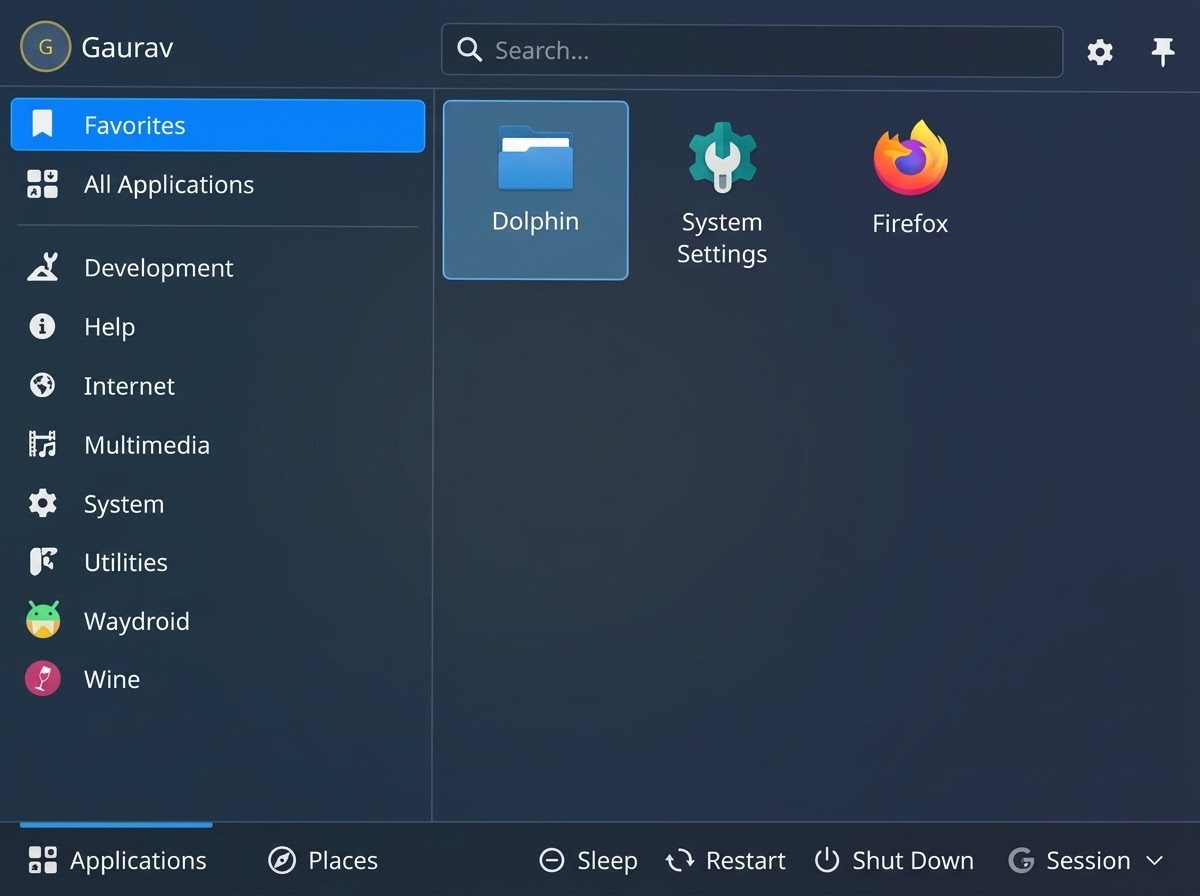 G
Gaurav
Search...
Favorites
All Applications
Development
Help
Internet
Multimedia
System
Utilities
Waydroid
Wine
Dolphin
System
Settings
Firefox
Applications
Places
Sleep
Restart
Shut Down
Session